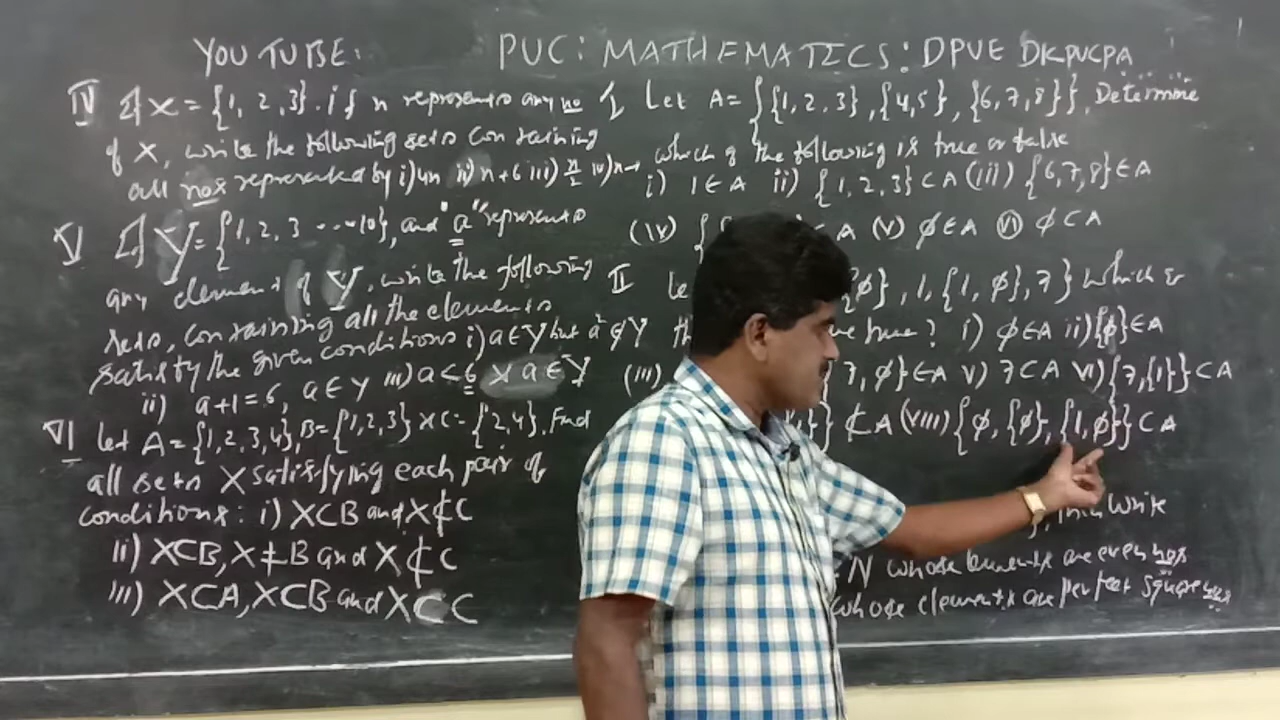 YOU TUBE:
PUC: MATHEMATICS: DPUE DKPUCPA
IV If X = {1, 2, 3}. if n represents any no
of X, write the following sets containing
all nos represented by i) 4n ii) n+6 iii) n/2 iv) n-1
V If Y = {1, 2, 3 ----10}, and "a" represents
any element of Y, write the following
sets, containing all the elements
satisfy the given conditions i) a∈Y but a²∉Y
ii) a+1=6, a∈Y iii) a<6 & a∈Y
VI Let A = {1,2,3,4}, B={1,2,3} & C={2,4}. Find
all sets X satisfying each pair of
conditions: i) X⊂B and X⊄C
ii) X⊂B, X≠B and X⊄C
iii) X⊂A, X⊂B and X⊂C
I Let A = {{1, 2, 3}, {4,5}, {6, 7, 8}}, Determine
which of the following is true or false
i) 1∈A ii) {1, 2, 3}⊂A (iii) {6, 7, 8}∈A
(iv) { A (v) φ∈A (vi) φ⊂A
II {φ}, 1, {1, φ}, 7} which of
true? i) φ∈A ii) {φ}∈A
(iii) 7, φ}⊂A v) 7⊂A vi) {7, {1}}⊂A
}} ⊄A (viii) {φ, {φ}, {1, φ}}⊂A
then write
N whose elements are even nos
whose elements are perfect square nos